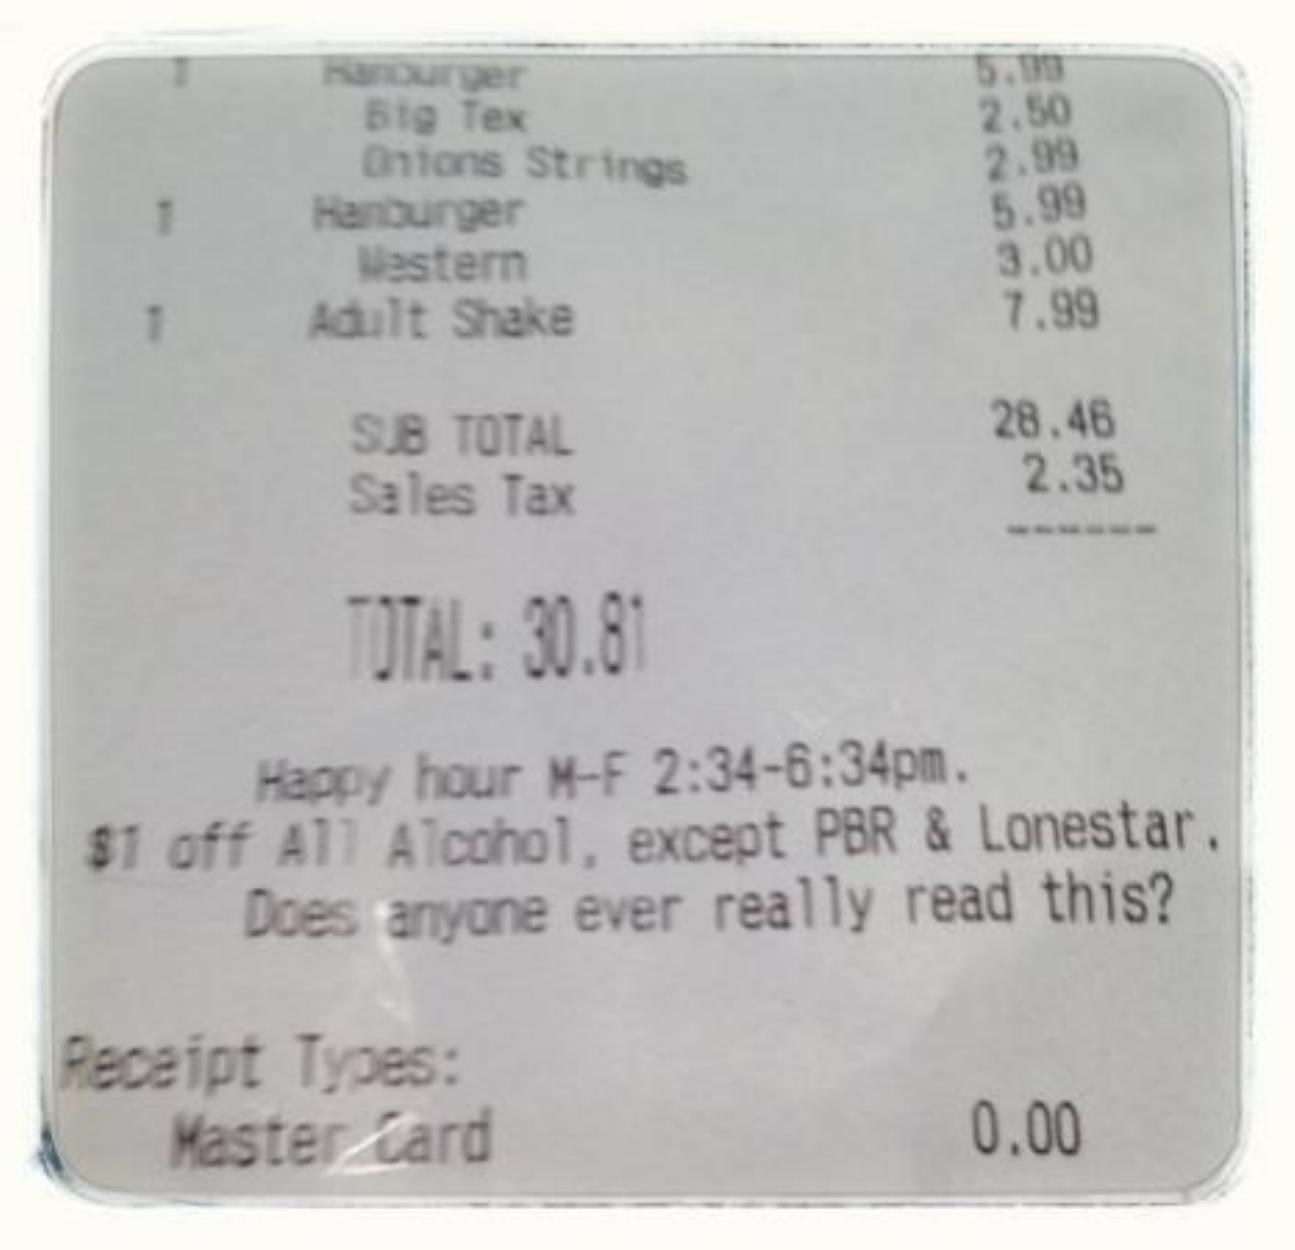 1 Hamburger 5.99
Big Tex 2.50
Onions Strings 2.99
1 Hamburger 5.99
Western 3.00
1 Adult Shake 7.99
SUB TOTAL 28.46
Sales Tax 2.35
------
TOTAL: 30.81
Happy hour M-F 2:34-6:34pm.
$1 off All Alcohol, except PBR & Lonestar.
Does anyone ever really read this?
Receipt Types:
Master Card 0.00